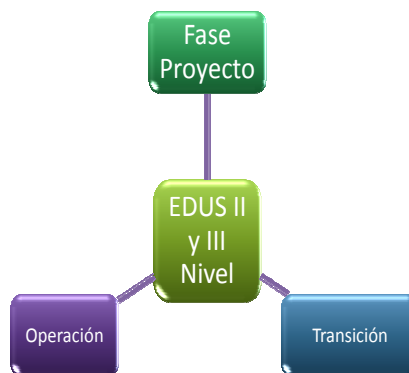 Fase
Proyecto
EDUS II
y III
Nivel
Operación
Transición